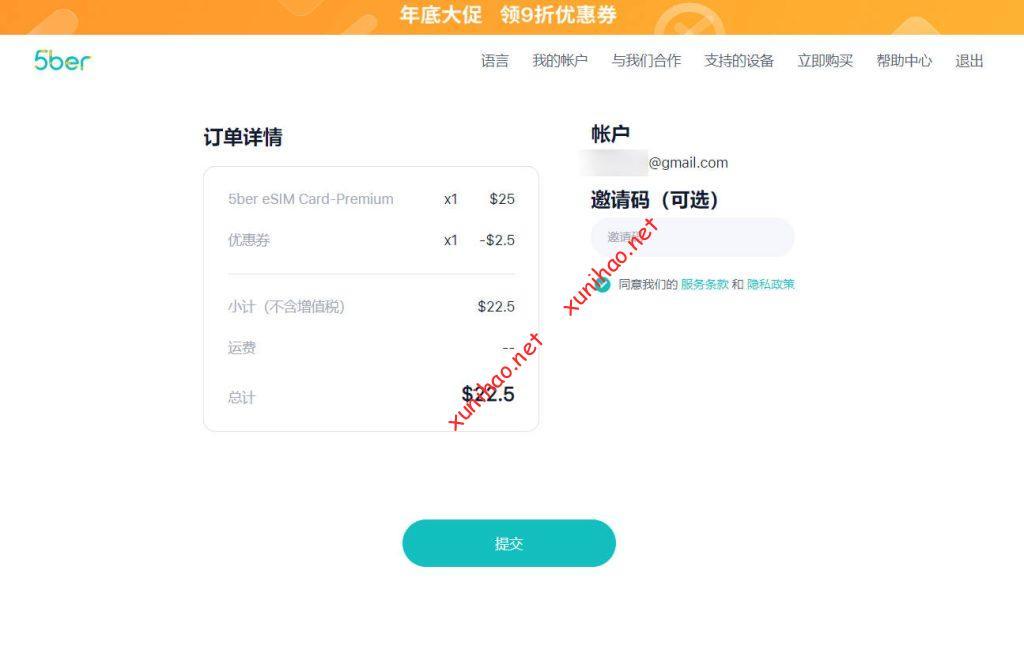 年底大促 领9折优惠券
5ber 语言 我的帐户 与我们合作 支持的设备 立即购买 帮助中心 退出
订单详情
5ber eSIM Card-Premium x1 $25
优惠券 x1 -$2.5
小计（不含增值税） $22.5
运费 --
总计 $22.5
帐户
@gmail.com
邀请码（可选）
邀请码
同意我们的 服务条款 和 隐私政策
xunihao.net
xunihao.net
提交